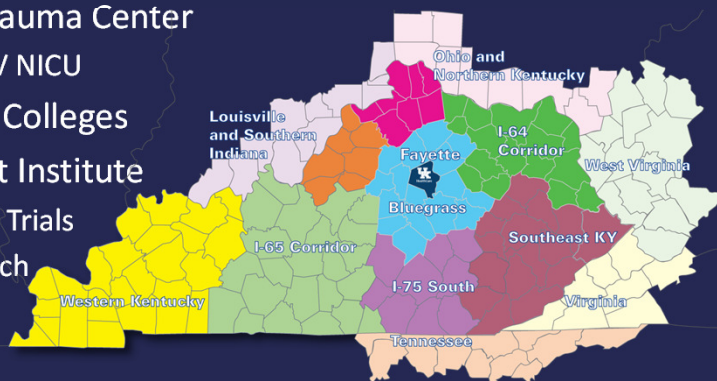 auma Center
/ NICU
Colleges
t Institute
Trials
ch
Ohio and
Northern Kentucky
Louisville
and Southern
Indiana
I-64
Corridor
Fayette
UK
West Virginia
Bluegrass
Southeast KY
I-65 Corridor
I-75 South
Western Kentucky
Virginia
Tennessee